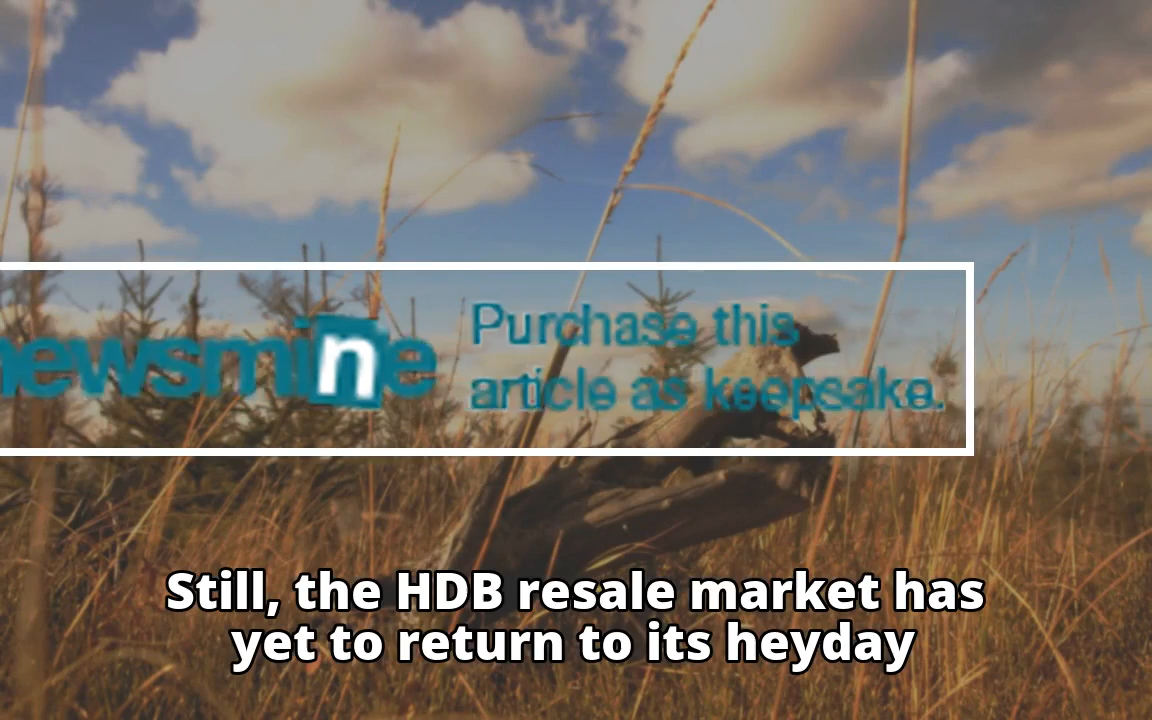 newsmine
Purchase this
article as keepsake.
Still, the HDB resale market has
yet to return to its heyday